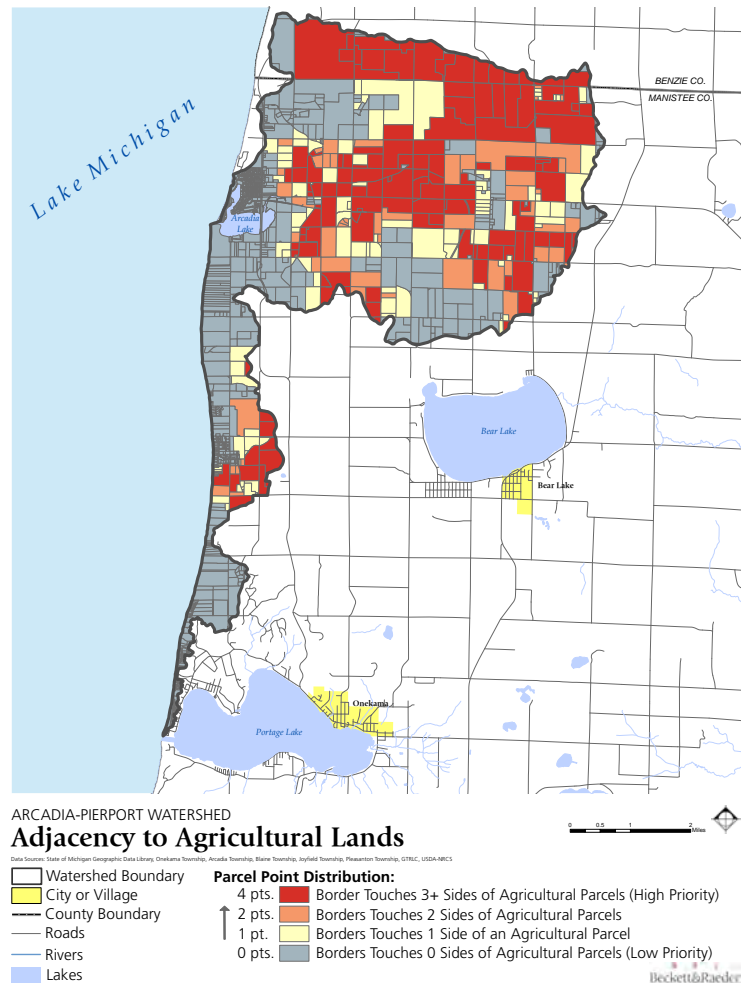 BENZIE CO.
MANISTEE CO.
Lake Michigan
Arcadia
Lake
Bear Lake
Bear Lake
Onekama
Portage Lake
ARCADIA-PIERPORT WATERSHED
Adjacency to Agricultural Lands
0 0.5 1 2
Miles
Data Sources: State of Michigan Geographic Data Library, Onekama Township, Arcadia Township, Blaine Township, Joyfield Township, Pleasanton Township, GTRLC, USDA-NRCS
Watershed Boundary
City or Village
County Boundary
Roads
Rivers
Lakes
Parcel Point Distribution:
4 pts. Border Touches 3+ Sides of Agricultural Parcels (High Priority)
2 pts. Borders Touches 2 Sides of Agricultural Parcels
1 pt. Borders Touches 1 Side of an Agricultural Parcel
0 pts. Borders Touches 0 Sides of Agricultural Parcels (Low Priority)
Beckett&Raeder